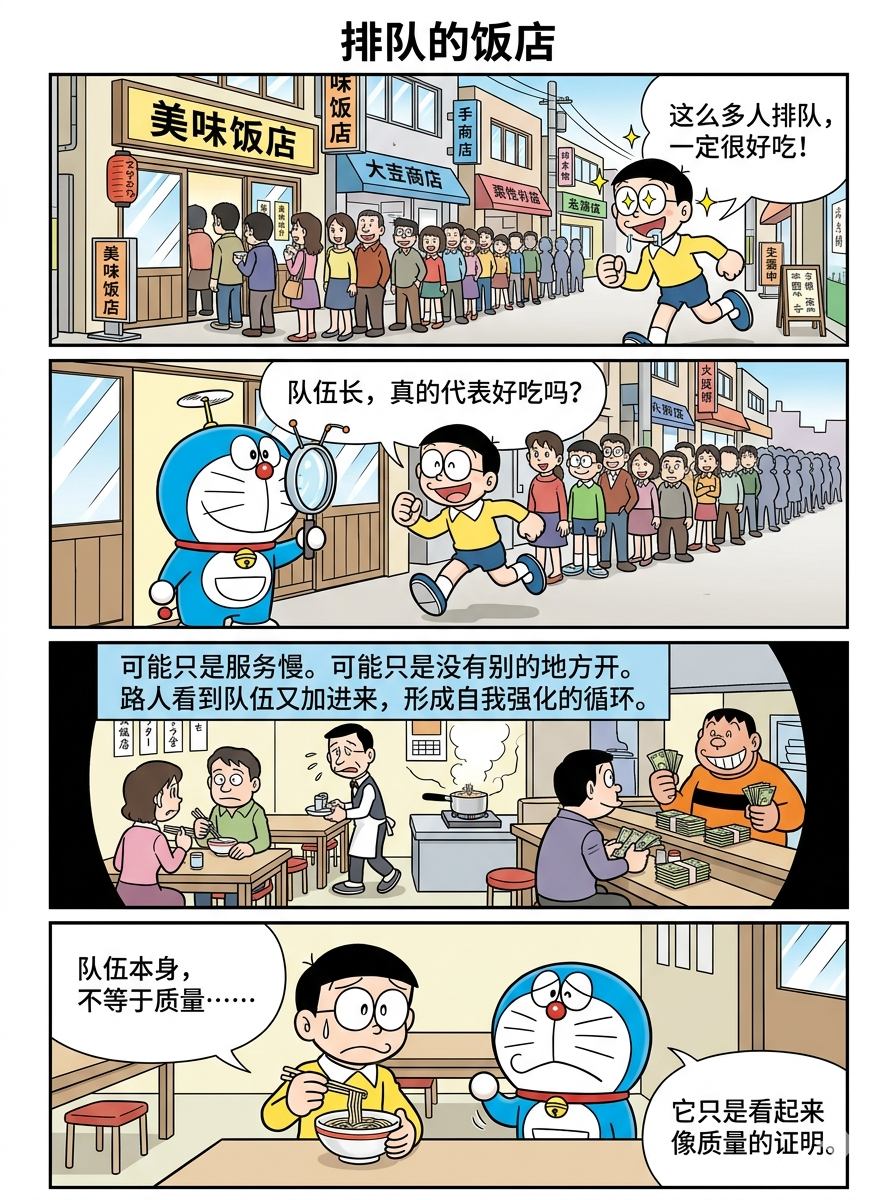 排队的饭店
美味饭店
味饭店
手商店
大壹商店
美味饭店
这么多人排队，
一定很好吃！
队伍长，真的代表好吃吗？
可能只是服务慢。可能只是没有别的地方开。
路人看到队伍又加进来，形成自我强化的循环。
队伍本身，
不等于质量……
它只是看起来
像质量的证明。